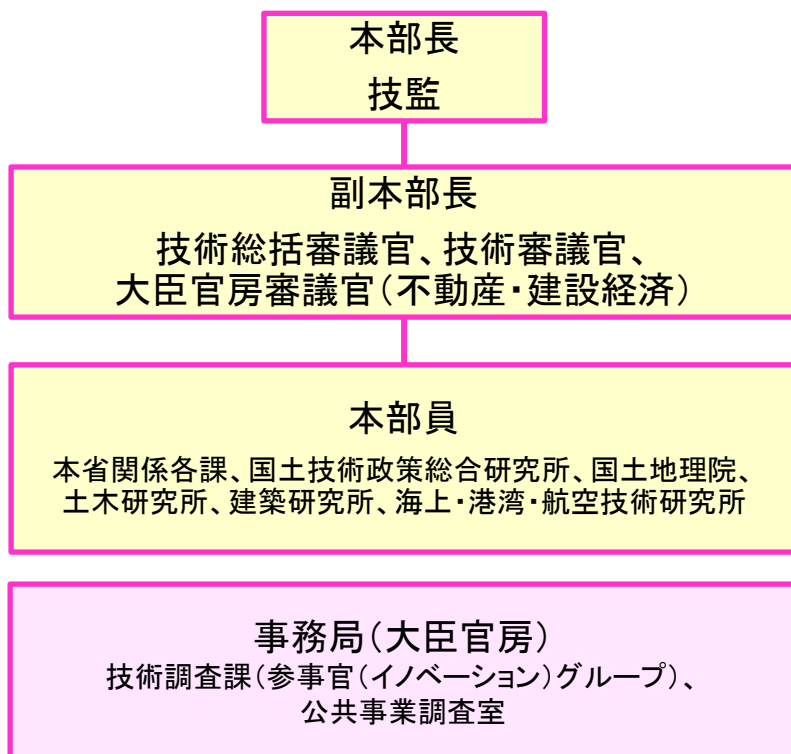 本部長
技監
副本部長
技術総括審議官、技術審議官、
大臣官房審議官（不動産・建設経済）
本部員
本省関係各課、国土技術政策総合研究所、国土地理院、
土木研究所、建築研究所、海上・港湾・航空技術研究所
事務局（大臣官房）
技術調査課（参事官（イノベーション）グループ）、
公共事業調査室